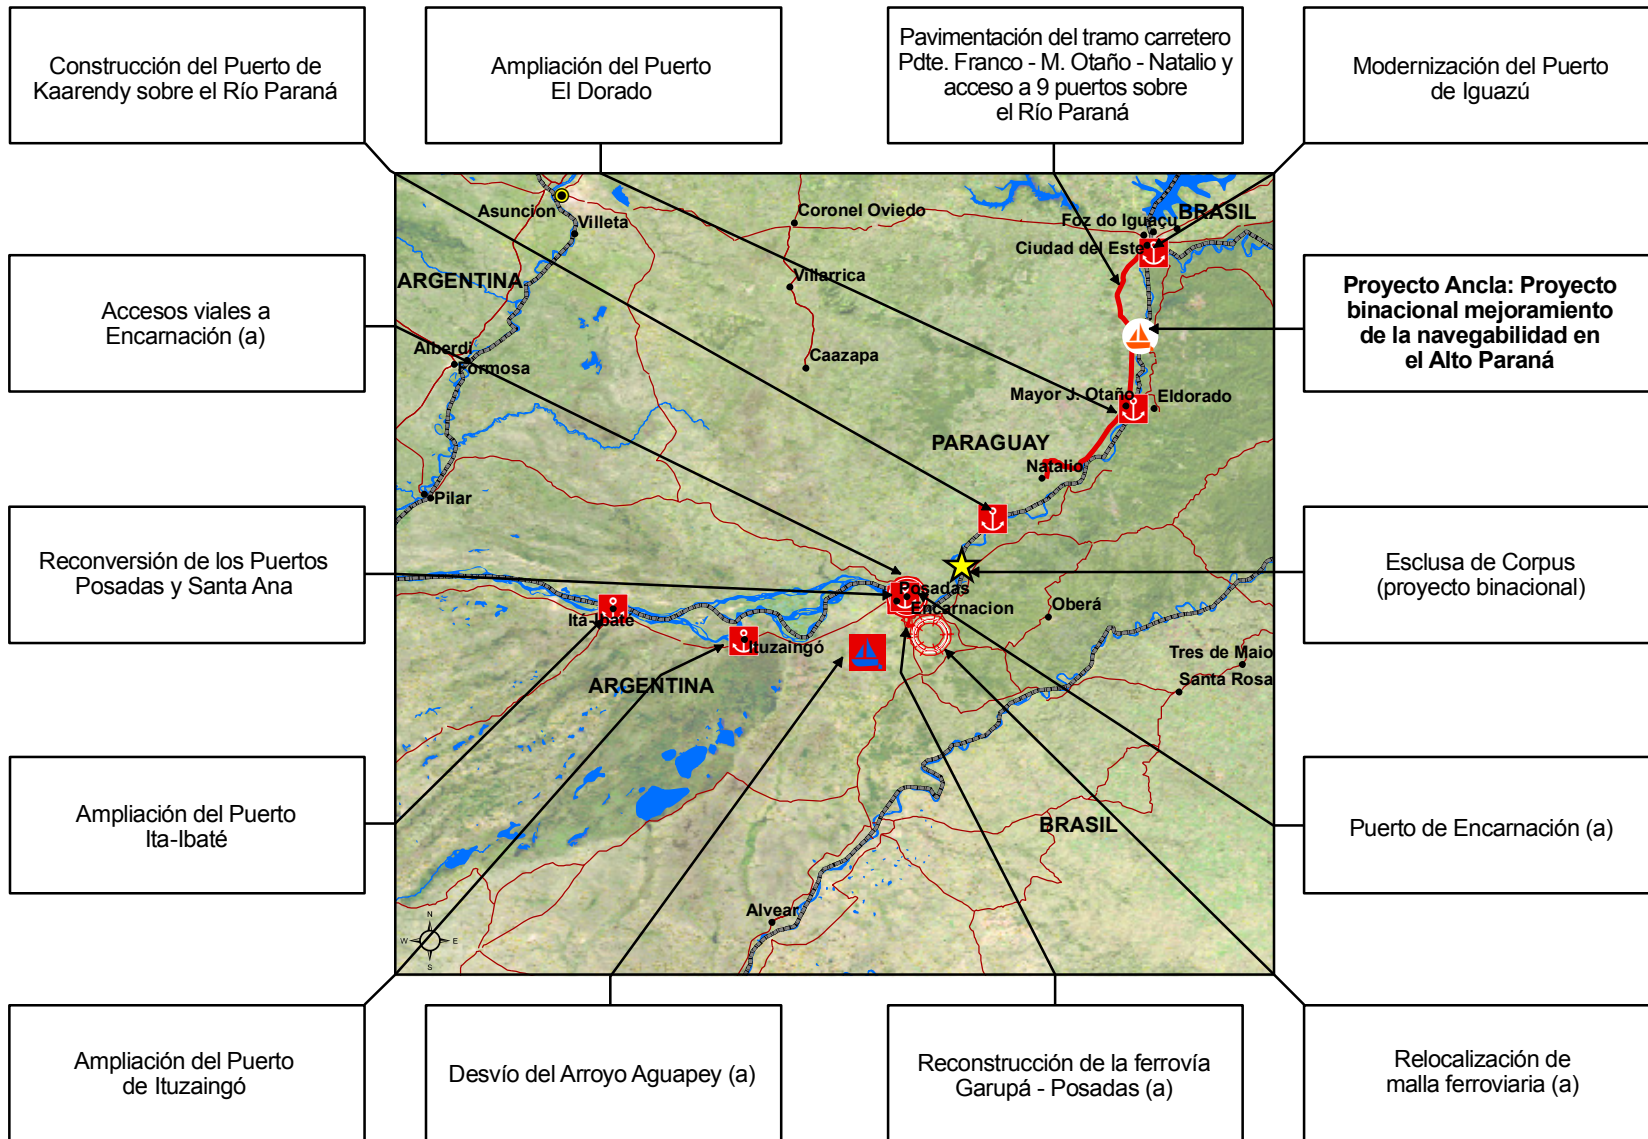 Construcción del Puerto de
Kaarendy sobre el Río Paraná
Ampliación del Puerto
El Dorado
Pavimentación del tramo carretero
Pdte. Franco - M. Otaño - Natalio y
acceso a 9 puertos sobre
el Río Paraná
Modernización del Puerto
de Iguazú
Accesos viales a
Encarnación (a)
Reconversión de los Puertos
Posadas y Santa Ana
Ampliación del Puerto
Ita-Ibaté
Asuncion
Villeta
Coronel Oviedo
Foz do Iguaçu
BRASIL
Ciudad del Este
ARGENTINA
Villarrica
Alberdi
Formosa
Caazapa
Mayor J. Otaño
Eldorado
PARAGUAY
Natalio
Pilar
Posadas
Encarnacion
Oberá
Itá-Ibaté
Ituzaingó
Tres de Maio
Santa Rosa
ARGENTINA
BRASIL
Alvear
N
W
E
S
Proyecto Ancla: Proyecto
binacional mejoramiento
de la navegabilidad en
el Alto Paraná
Esclusa de Corpus
(proyecto binacional)
Puerto de Encarnación (a)
Ampliación del Puerto
de Ituzaingó
Desvío del Arroyo Aguapey (a)
Reconstrucción de la ferrovía
Garupá - Posadas (a)
Relocalización de
malla ferroviaria (a)